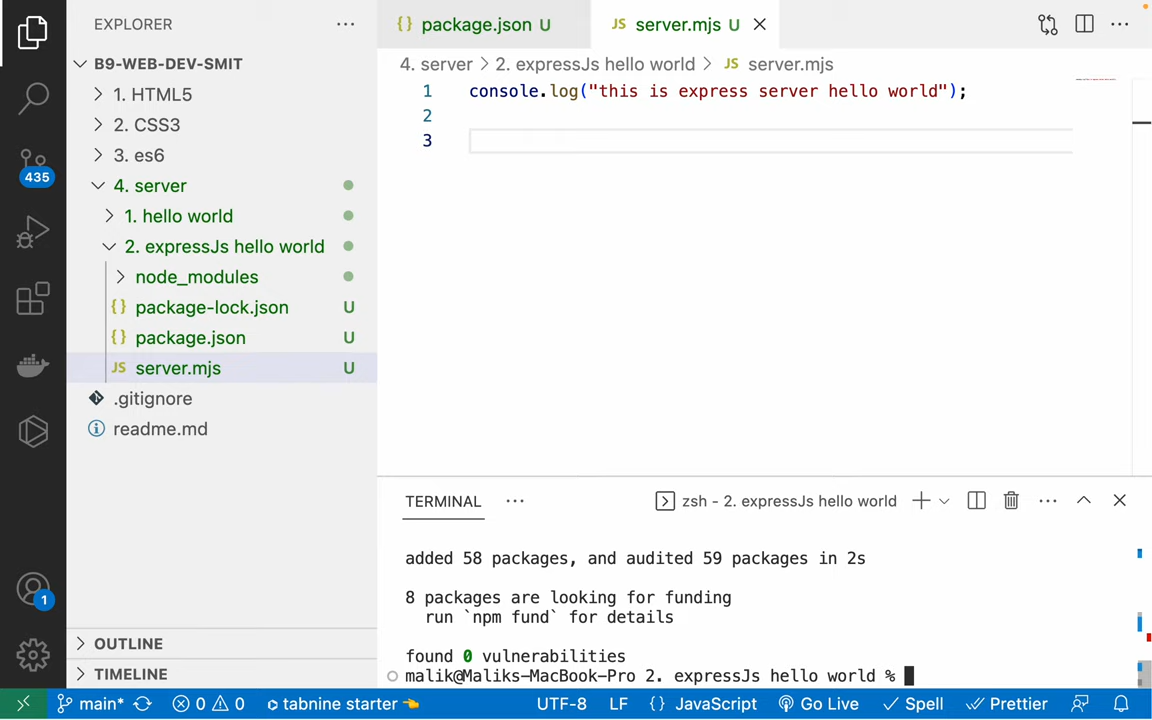 EXPLORER
B9-WEB-DEV-SMIT
1. HTML5
2. CSS3
3. es6
4. server
1. hello world
2. expressJs hello world
node_modules
{} package-lock.json U
{} package.json U
JS server.mjs U
.gitignore
readme.md
OUTLINE
TIMELINE
435
1
{} package.json U
JS server.mjs U
4. server > 2. expressJs hello world > JS server.mjs
1 console.log("this is express server hello world");
2
3
TERMINAL
zsh - 2. expressJs hello world
added 58 packages, and audited 59 packages in 2s
8 packages are looking for funding
run `npm fund` for details
found 0 vulnerabilities
malik@Maliks-MacBook-Pro 2. expressJs hello world %
main* 0 0 tabnine starter UTF-8 LF {} JavaScript Go Live Spell Prettier